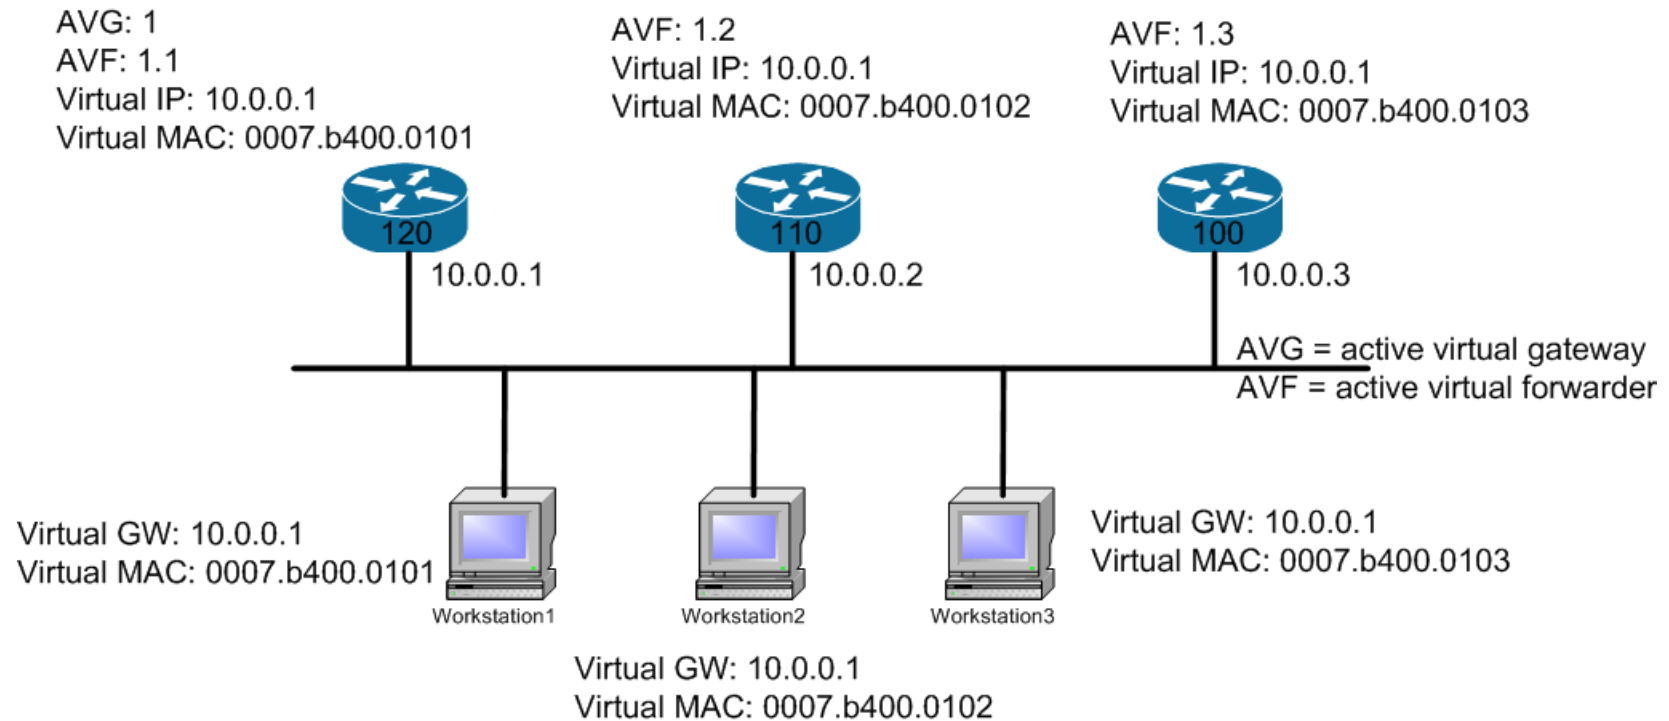 AVG: 1
AVF: 1.1
Virtual IP: 10.0.0.1
Virtual MAC: 0007.b400.0101
AVF: 1.2
Virtual IP: 10.0.0.1
Virtual MAC: 0007.b400.0102
AVF: 1.3
Virtual IP: 10.0.0.1
Virtual MAC: 0007.b400.0103
120
110
100
10.0.0.1
10.0.0.2
10.0.0.3
AVG = active virtual gateway
AVF = active virtual forwarder
Virtual GW: 10.0.0.1
Virtual MAC: 0007.b400.0101
Workstation1
Workstation2
Workstation3
Virtual GW: 10.0.0.1
Virtual MAC: 0007.b400.0103
Virtual GW: 10.0.0.1
Virtual MAC: 0007.b400.0102